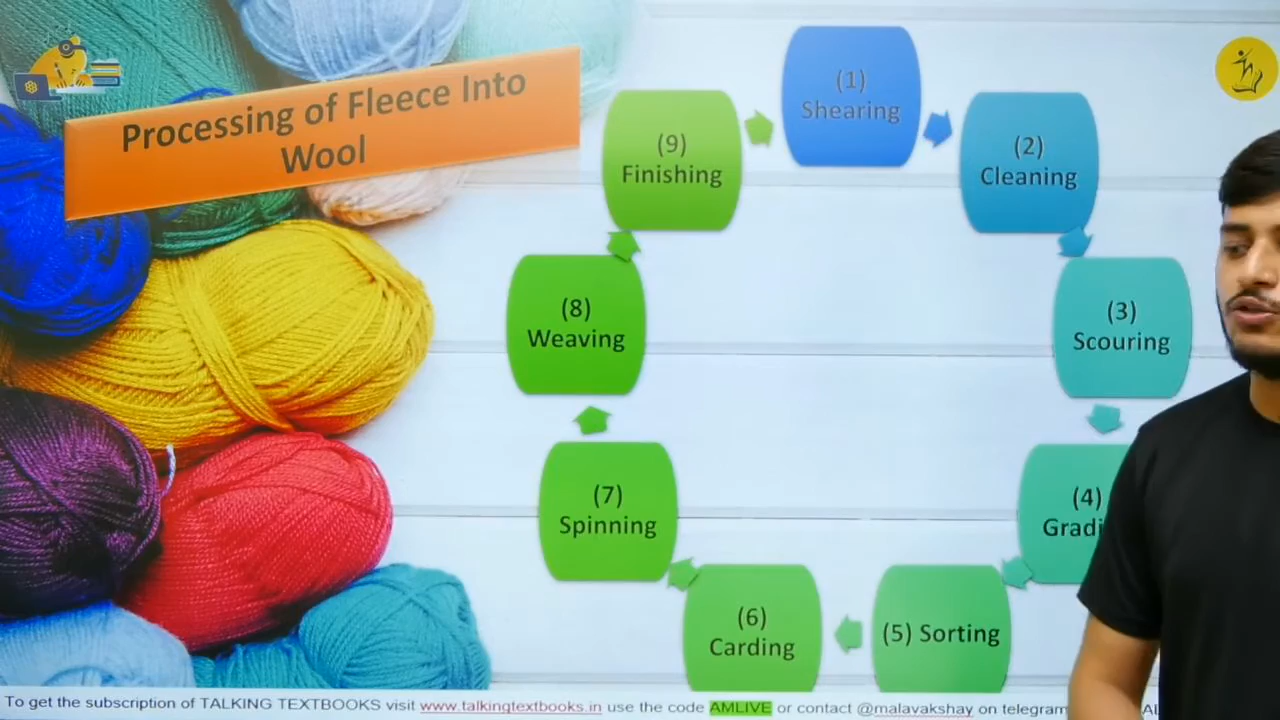 Processing of Fleece Into
Wool
(1)
Shearing
(2)
Cleaning
(3)
Scouring
(4)
(5) Sorting
(6)
Carding
(7)
Spinning
(8)
Weaving
(9)
Finishing
To get the subscription of TALKING TEXTBOOKS visit www.talkingtextbooks.in use the code AMLIVE or contact @malavakshay on telegram